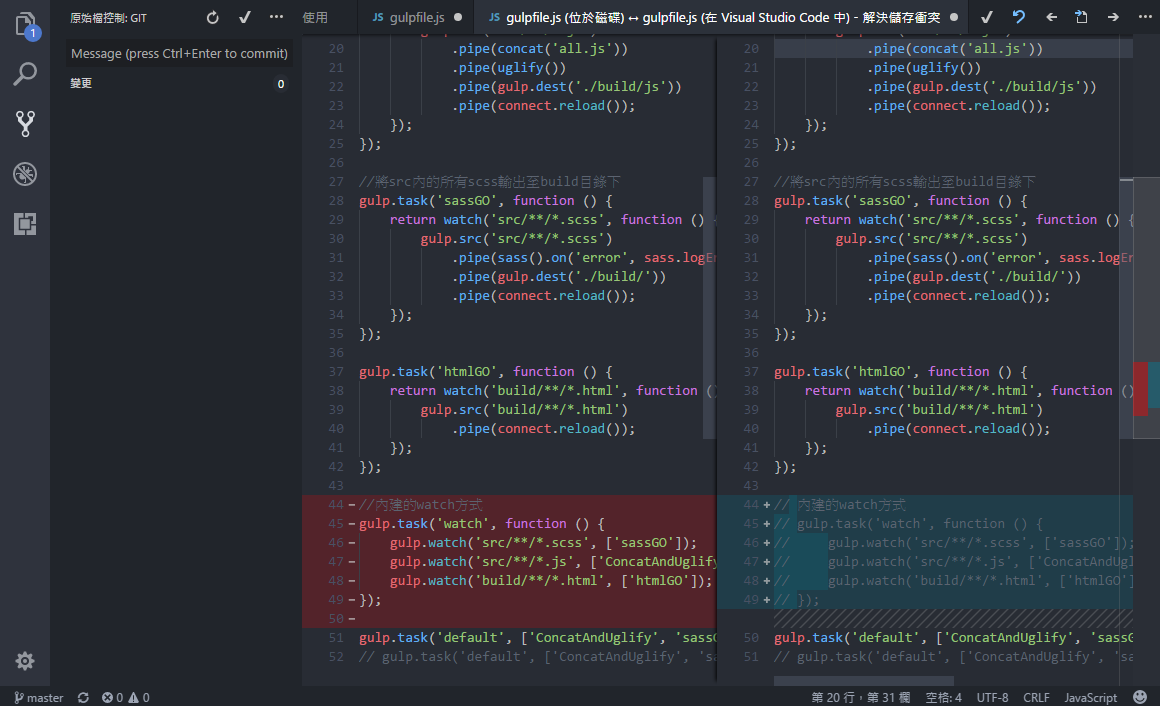 原始檔控制: GIT
Message (press Ctrl+Enter to commit)
變更
0
1
使用
JS gulpfile.js
JS gulpfile.js (位於磁碟) ↔ gulpfile.js (在 Visual Studio Code 中) - 解決儲存衝突
20 .pipe(concat('all.js'))
21 .pipe(uglify())
22 .pipe(gulp.dest('./build/js'))
23 .pipe(connect.reload());
24 });
25 });
26
27 //將src內的所有scss輸出至build目錄下
28 gulp.task('sassGO', function () {
29 return watch('src/**/*.scss', function () {
30 gulp.src('src/**/*.scss')
31 .pipe(sass().on('error', sass.logEr
32 .pipe(gulp.dest('./build/'))
33 .pipe(connect.reload());
34 });
35 });
36
37 gulp.task('htmlGO', function () {
38 return watch('build/**/*.html', function ()
39 gulp.src('build/**/*.html')
40 .pipe(connect.reload());
41 });
42 });
43
44 - //內建的watch方式
45 - gulp.task('watch', function () {
46 - gulp.watch('src/**/*.scss', ['sassGO']);
47 - gulp.watch('src/**/*.js', ['ConcatAndUglify
48 - gulp.watch('build/**/*.html', ['htmlGO']);
49 - });
50 -
51 gulp.task('default', ['ConcatAndUglify', 'sassG
52 // gulp.task('default', ['ConcatAndUglify', 'sa
20 .pipe(concat('all.js'))
21 .pipe(uglify())
22 .pipe(gulp.dest('./build/js'))
23 .pipe(connect.reload());
24 });
25 });
26
27 //將src內的所有scss輸出至build目錄下
28 gulp.task('sassGO', function () {
29 return watch('src/**/*.scss', function () {
30 gulp.src('src/**/*.scss')
31 .pipe(sass().on('error', sass.logEr
32 .pipe(gulp.dest('./build/'))
33 .pipe(connect.reload());
34 });
35 });
36
37 gulp.task('htmlGO', function () {
38 return watch('build/**/*.html', function ()
39 gulp.src('build/**/*.html')
40 .pipe(connect.reload());
41 });
42 });
43
44 + // 內建的watch方式
45 + // gulp.task('watch', function () {
46 + // gulp.watch('src/**/*.scss', ['sassGO']);
47 + // gulp.watch('src/**/*.js', ['ConcatAndUgl
48 + // gulp.watch('build/**/*.html', ['htmlGO']
49 + // });
50 gulp.task('default', ['ConcatAndUglify', 'sassG
51 // gulp.task('default', ['ConcatAndUglify', 'sa
master 0 0 第 20 行，第 31 欄 空格: 4 UTF-8 CRLF JavaScript